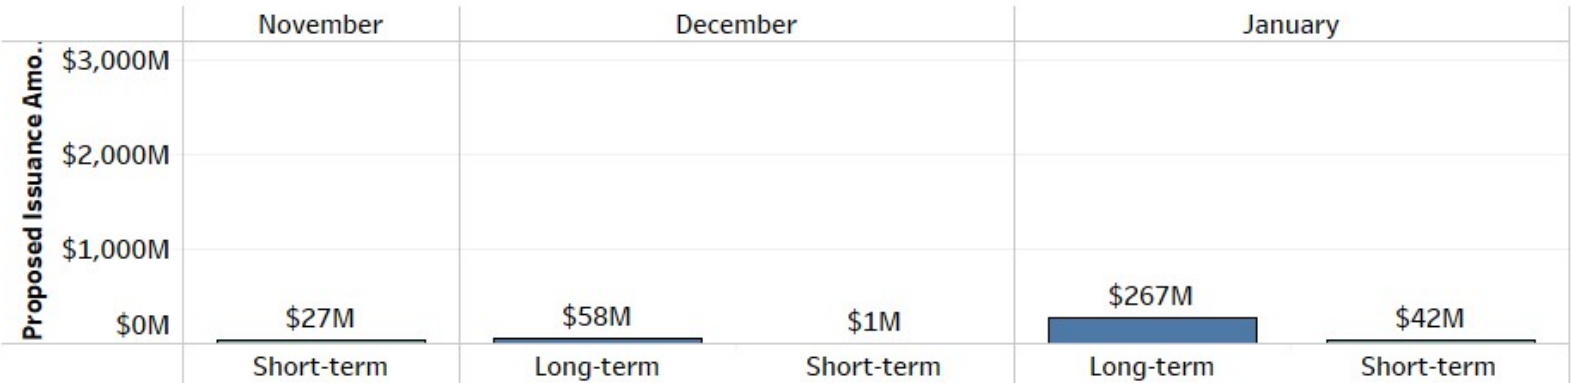 November December January
Proposed Issuance Amo..
$3,000M
$2,000M
$1,000M
$0M
$27M $58M $1M $267M $42M
Short-term Long-term Short-term Long-term Short-term